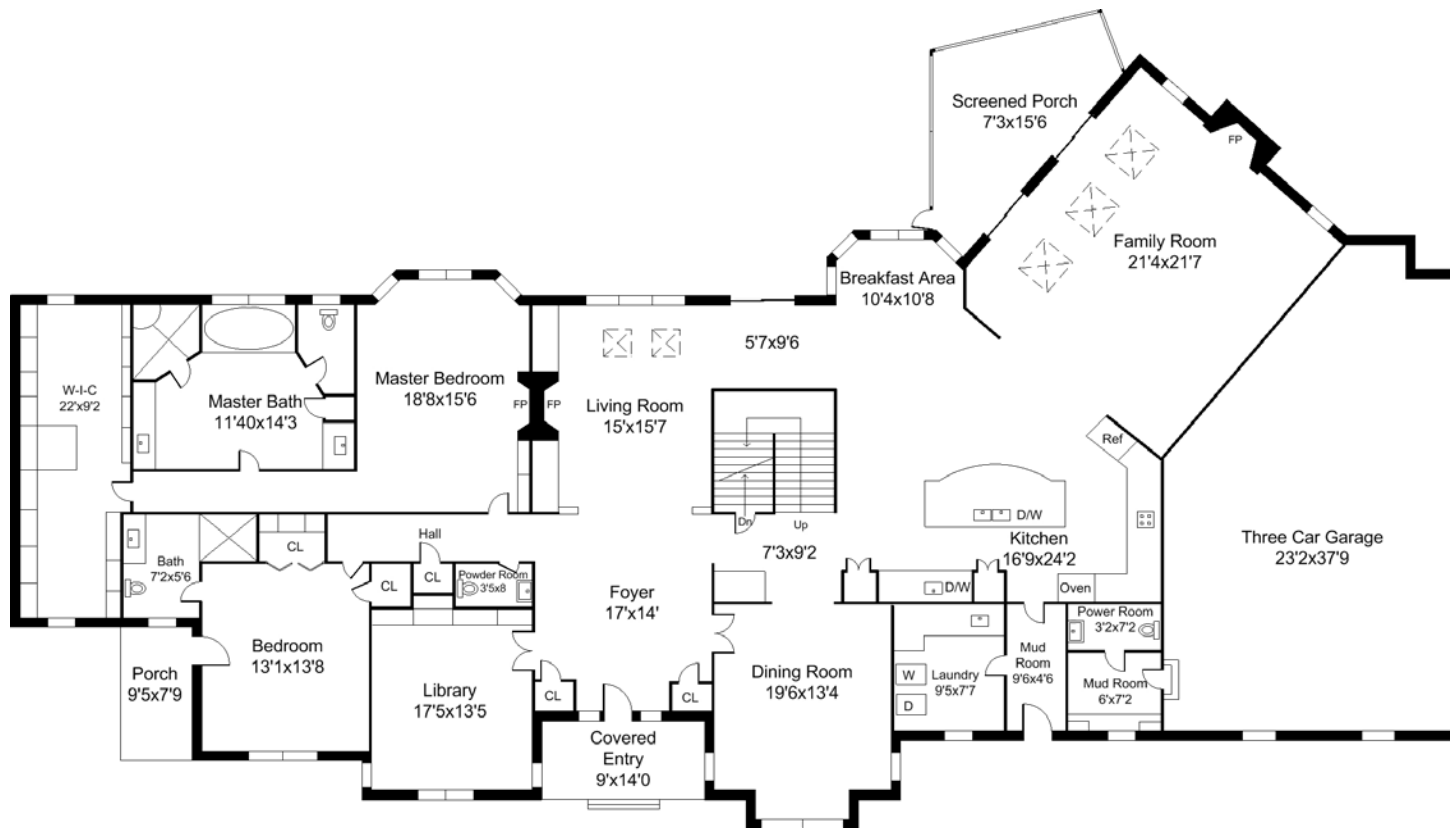 Screened Porch
7'3x15'6
FP
Family Room
21'4x21'7
Breakfast Area
10'4x10'8
5'7x9'6
W-I-C
22'x9'2
Master Bath
11'40x14'3
Master Bedroom
18'8x15'6
FP
FP
Living Room
15'x15'7
Ref
D/W
Kitchen
16'9x24'2
Three Car Garage
23'2x37'9
Dn
Up
7'3x9'2
Hall
CL
Bath
7'2x5'6
CL
CL
Powder Room
3'5x8
Foyer
17'x14'
D/W
Oven
Power Room
3'2x7'2
Bedroom
13'1x13'8
Porch
9'5x7'9
Library
17'5x13'5
CL
CL
Dining Room
19'6x13'4
W
D
Laundry
9'5x7'7
Mud
Room
9'6x4'6
Mud Room
6'x7'2
Covered
Entry
9'x14'0